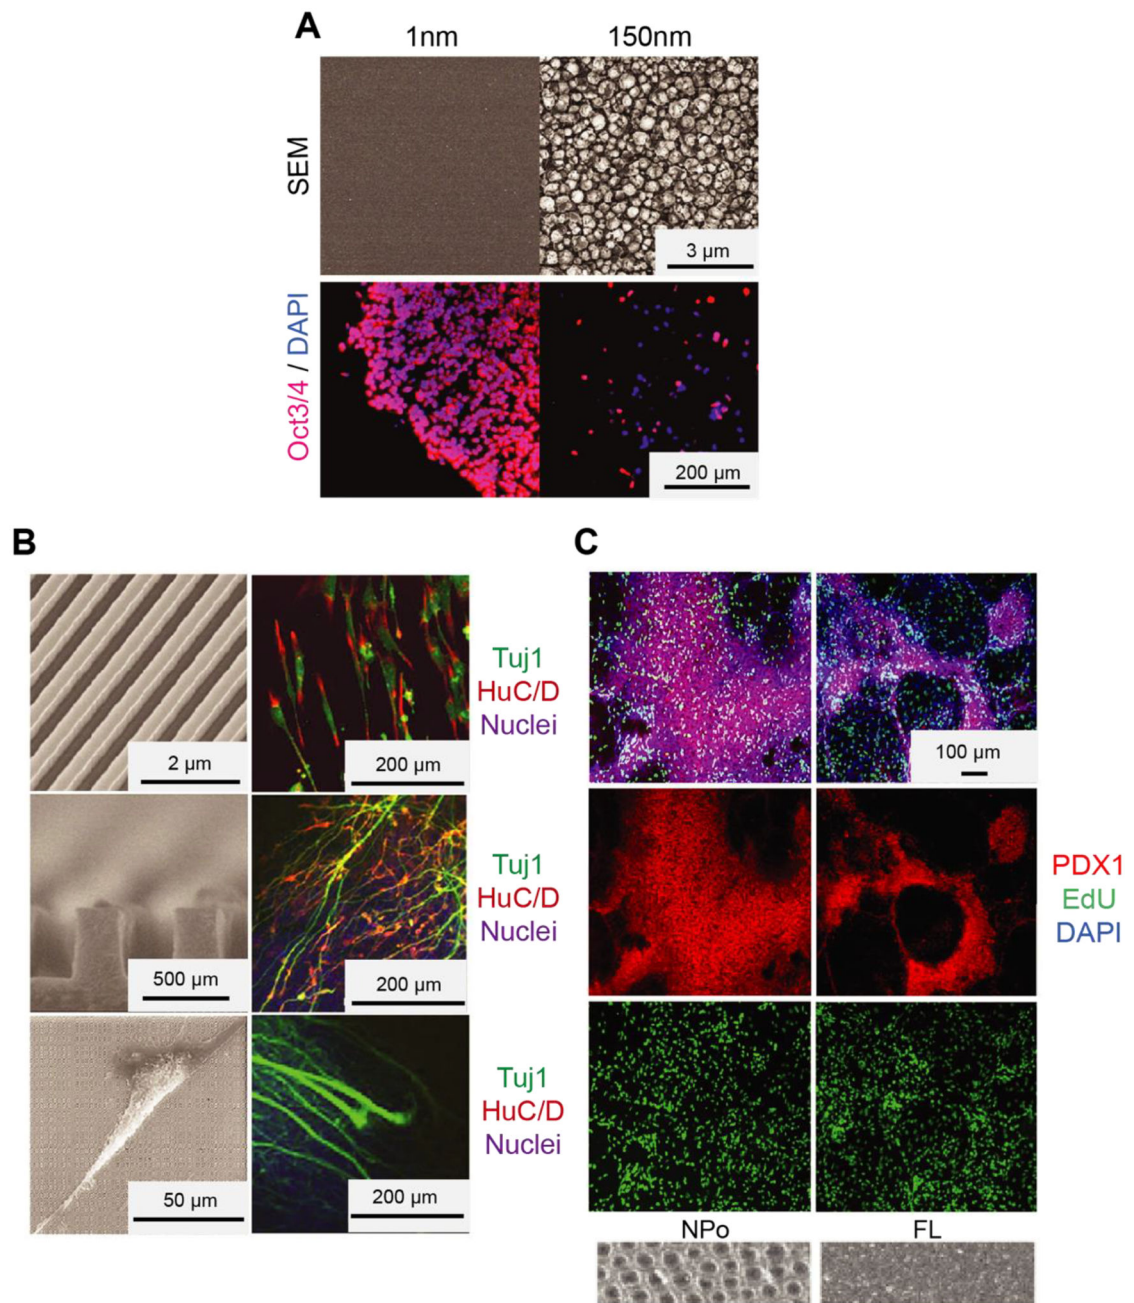 A
1nm 150nm
SEM
3 µm
Oct3/4 / DAPI
200 µm
B
2 µm
200 µm
Tuj1
HuC/D
Nuclei
500 µm
200 µm
Tuj1
HuC/D
Nuclei
50 µm
200 µm
Tuj1
HuC/D
Nuclei
C
100 µm
PDX1
EdU
DAPI
NPo FL